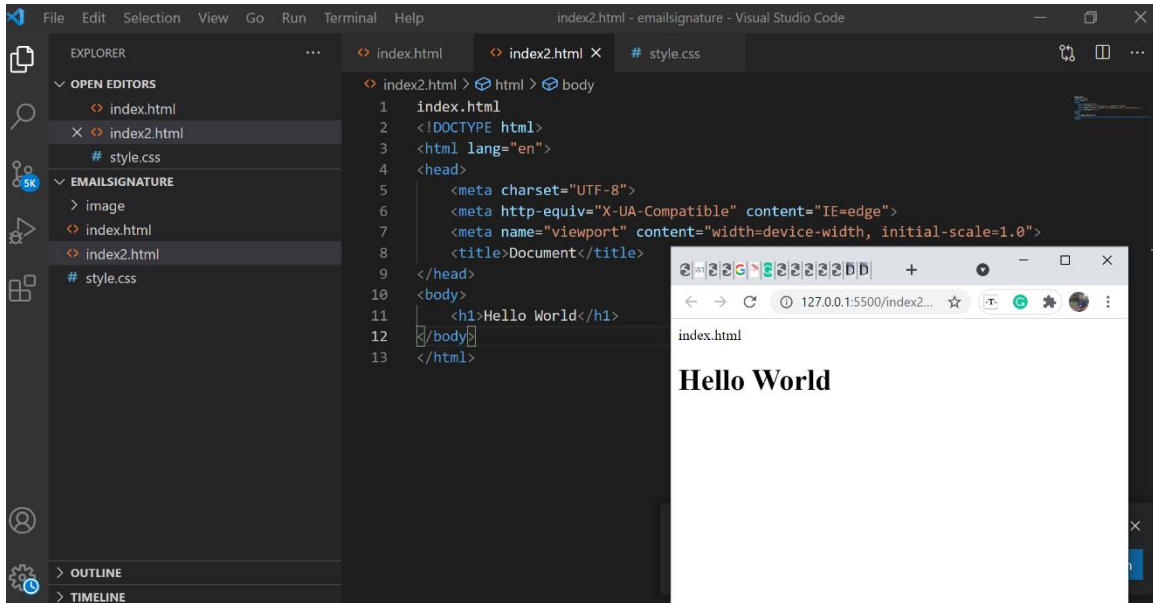 File Edit Selection View Go Run Terminal Help index2.html - emailsignature - Visual Studio Code
EXPLORER
OPEN EDITORS
index.html
index2.html
# style.css
5K
EMAILSIGNATURE
image
index.html
index2.html
# style.css
OUTLINE
TIMELINE
index.html index2.html # style.css
index2.html > html > body
1 index.html
2 <!DOCTYPE html>
3 <html lang="en">
4 <head>
5 <meta charset="UTF-8">
6 <meta http-equiv="X-UA-Compatible" content="IE=edge">
7 <meta name="viewport" content="width=device-width, initial-scale=1.0">
8 <title>Document</title>
9 </head>
10 <body>
11 <h1>Hello World</h1>
12 </body>
13 </html>
127.0.0.1:5500/index2...
index.html
Hello World